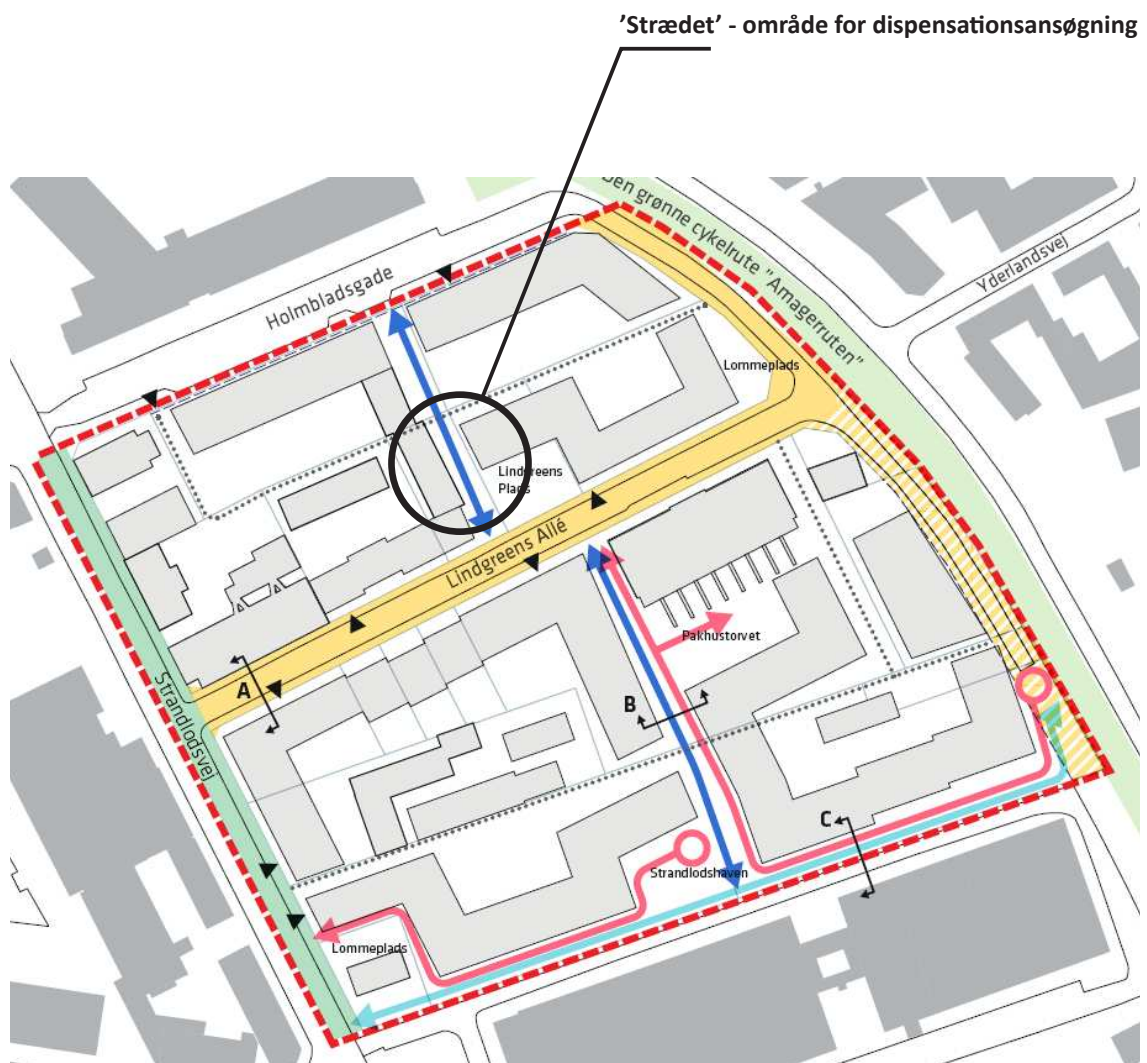 'Strædet' - område for dispensationsansøgning
Den grønne cykelrute "Amagerruten"
Yderlandsvej
Holmbladsgade
Lommeplads
Lindgreens
Plads
Lindgreens Allé
Pakhustorvet
A
B
Strandlodsvej
C
Strandlodshaven
Lommeplads